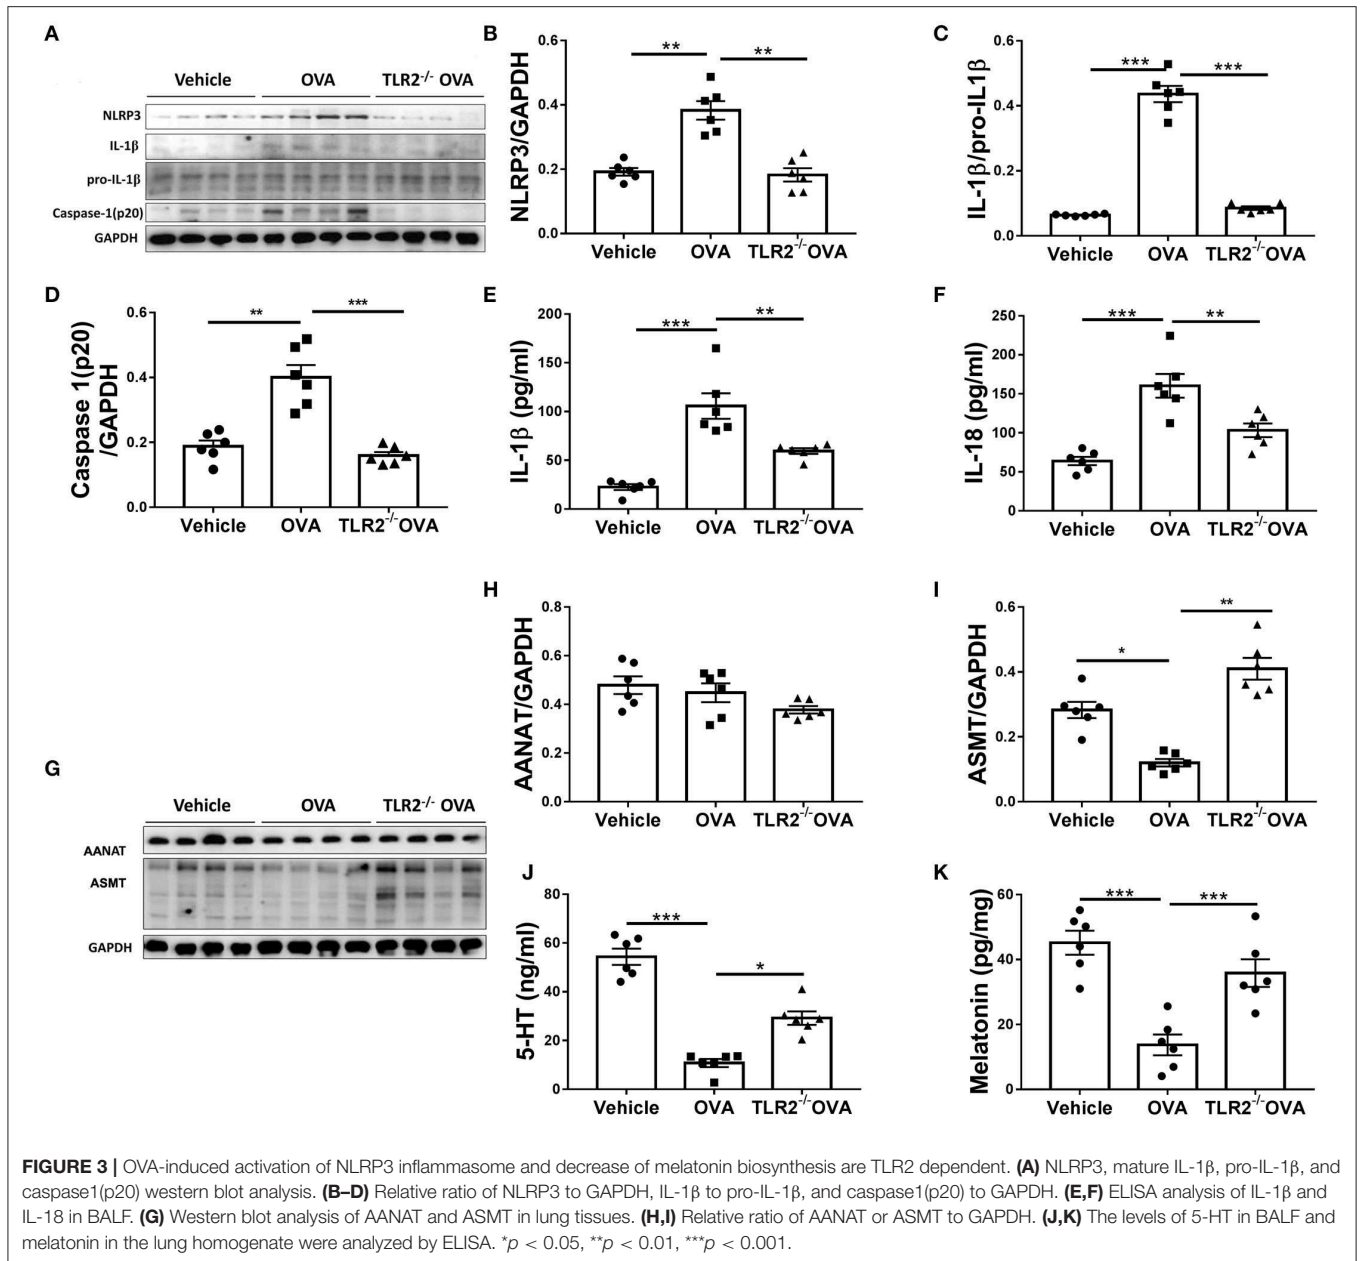 A
Vehicle OVA TLR2-/- OVA
NLRP3
IL-1β
pro-IL-1β
Caspase-1(p20)
GAPDH
B
NLRP3/GAPDH
0.6
0.4
0.2
0.0
** **
Vehicle OVA TLR2-/-OVA
C
IL-1β/pro-IL1β
0.6
0.4
0.2
0.0
*** ***
Vehicle OVA TLR2-/-OVA
D
Caspase 1(p20)
/GAPDH
0.6
0.4
0.2
0.0
** ***
Vehicle OVA TLR2-/-OVA
E
IL-1β (pg/ml)
200
150
100
50
0
*** **
Vehicle OVA TLR2-/-OVA
F
IL-18 (pg/ml)
250
200
150
100
50
0
*** **
Vehicle OVA TLR2-/-OVA
G
Vehicle OVA TLR2-/- OVA
AANAT
ASMT
GAPDH
H
AANAT/GAPDH
0.8
0.6
0.4
0.2
0.0
Vehicle OVA TLR2-/-OVA
I
ASMT/GAPDH
0.6
0.4
0.2
0.0
* **
Vehicle OVA TLR2-/-OVA
J
5-HT (ng/ml)
80
60
40
20
0
*** *
Vehicle OVA TLR2-/-OVA
K
Melatonin (pg/mg)
60
40
20
0
*** ***
Vehicle OVA TLR2-/-OVA
FIGURE 3 | OVA-induced activation of NLRP3 inflammasome and decrease of melatonin biosynthesis are TLR2 dependent. (A) NLRP3, mature IL-1β, pro-IL-1β, and
caspase1(p20) western blot analysis. (B–D) Relative ratio of NLRP3 to GAPDH, IL-1β to pro-IL-1β, and caspase1(p20) to GAPDH. (E,F) ELISA analysis of IL-1β and
IL-18 in BALF. (G) Western blot analysis of AANAT and ASMT in lung tissues. (H,I) Relative ratio of AANAT or ASMT to GAPDH. (J,K) The levels of 5-HT in BALF and
melatonin in the lung homogenate were analyzed by ELISA. *p < 0.05, **p < 0.01, ***p < 0.001.